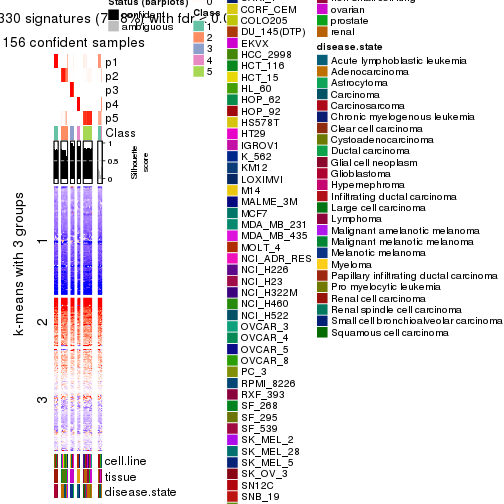 330 signatures
156 confident samples
p1
p2
p3
p4
p5
Class
1
0.5
0
Silhouette
score
k-means with 3 groups
1
2
3
cell.line
tissue
disease.state
Status (barplots)
confident
ambiguous
Class
1
2
3
4
5
CCRF_CEM
COLO205
DU_145(DTP)
EKVX
HCC_2998
HCT_116
HCT_15
HL_60
HOP_62
HOP_92
HS578T
HT29
IGROV1
K_562
KM12
LOXIMVI
M14
MALME_3M
MCF7
MDA_MB_231
MDA_MB_435
MOLT_4
NCI_ADR_RES
NCI_H226
NCI_H23
NCI_H322M
NCI_H460
NCI_H522
OVCAR_3
OVCAR_4
OVCAR_5
OVCAR_8
PC_3
RPMI_8226
RXF_393
SF_268
SF_295
SF_539
SK_MEL_2
SK_MEL_28
SK_MEL_5
SK_OV_3
SN12C
SNB_19
ovarian
prostate
renal
disease.state
Acute lymphoblastic leukemia
Adenocarcinoma
Astrocytoma
Carcinoma
Carcinosarcoma
Chronic myelogenous leukemia
Clear cell carcinoma
Cystoadenocarcinoma
Ductal carcinoma
Glial cell neoplasm
Glioblastoma
Hypernephroma
Infiltrating ductal carcinoma
Large cell carcinoma
Lymphoma
Malignant amelanotic melanoma
Malignant melanotic melanoma
Melanotic melanoma
Myeloma
Papillary infiltrating ductal carcinoma
Pro myelocytic leukemia
Renal cell carcinoma
Renal spindle cell carcinoma
Small cell bronchioalveolar carcinoma
Squamous cell carcinoma